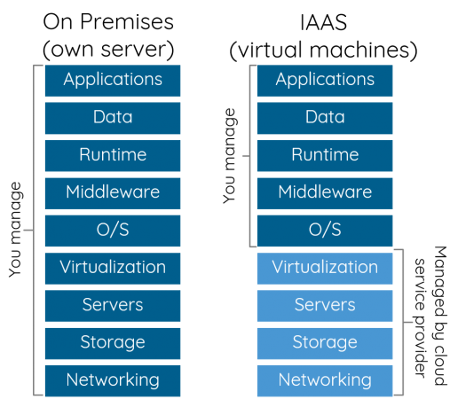 On Premises
(own server)
You manage
Applications
Data
Runtime
Middleware
O/S
Virtualization
Servers
Storage
Networking
IAAS
(virtual machines)
You manage
Applications
Data
Runtime
Middleware
O/S
Virtualization
Servers
Storage
Networking
Managed by cloud
service provider